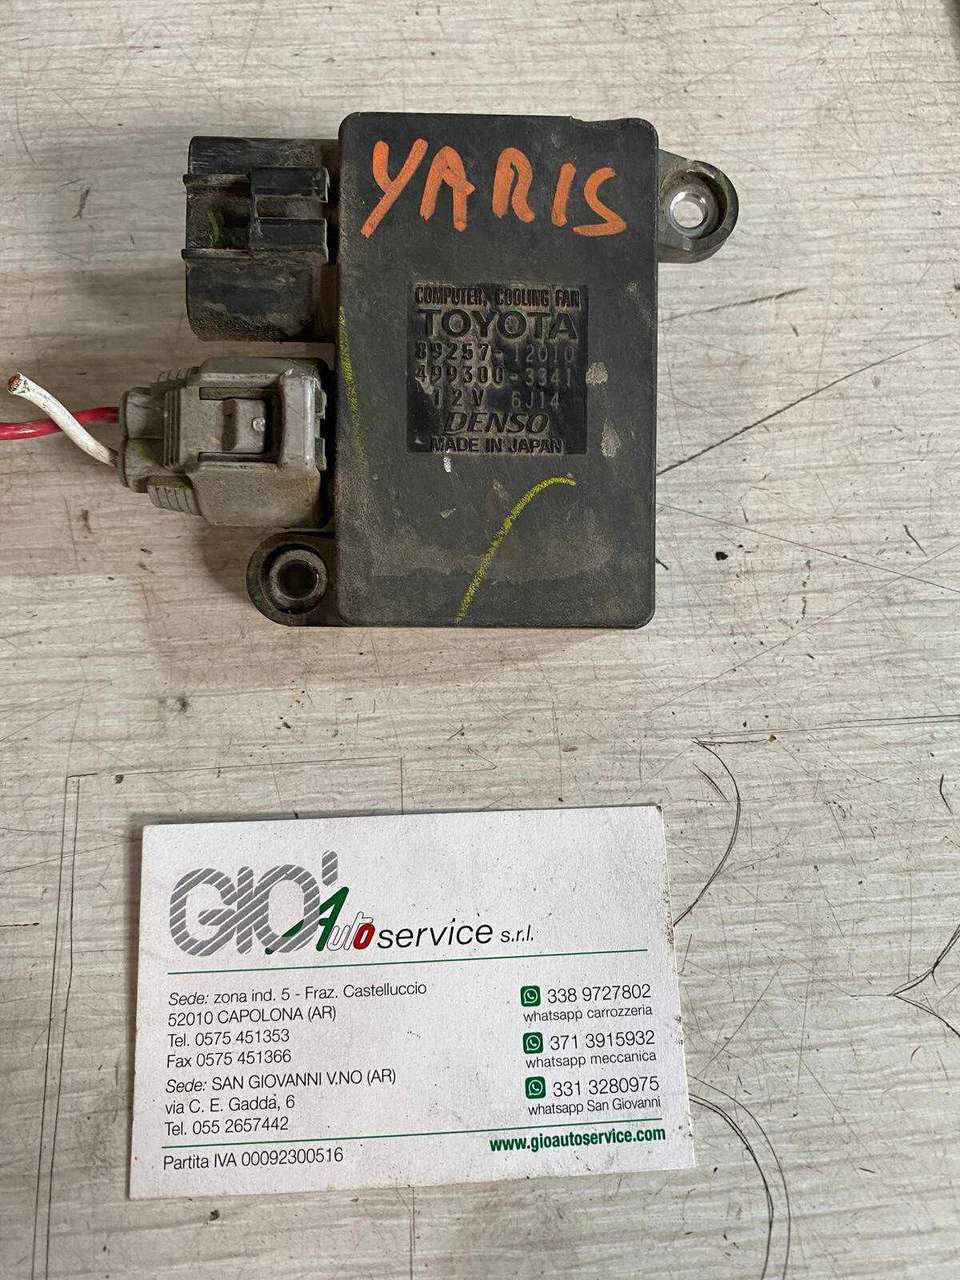 YARIS
COMPUTER, COOLING FAN
TOYOTA
89257-12010
499300-3341
12V 6J14
DENSO
MADE IN JAPAN
GIO' Auto service s.r.l.
Sede: zona ind. 5 - Fraz. Castelluccio
52010 CAPOLONA (AR)
Tel. 0575 451353
Fax 0575 451366
Sede: SAN GIOVANNI V.NO (AR)
via C. E. Gadda, 6
Tel. 055 2657442
338 9727802
whatsapp carrozzeria
371 3915932
whatsapp meccanica
331 3280975
whatsapp San Giovanni
www.gioautoservice.com
Partita IVA 00092300516